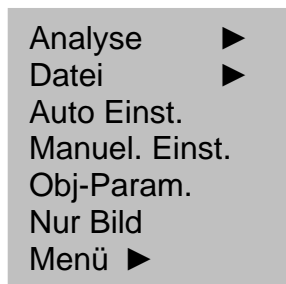 Analyse ►
Datei ►
Auto Einst.
Manuel. Einst.
Obj-Param.
Nur Bild
Menü ►